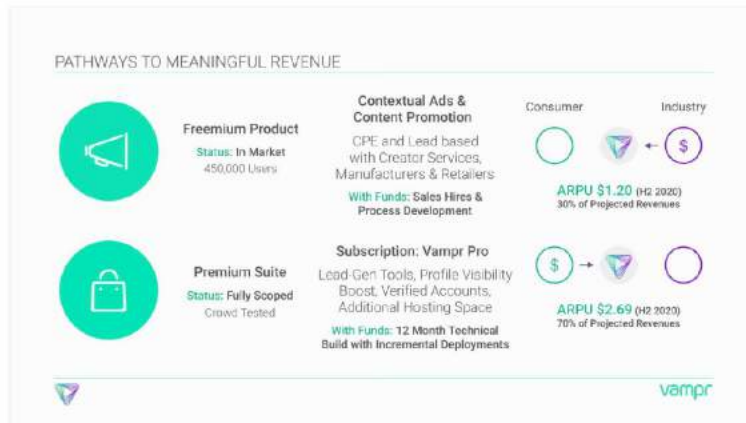 PATHWAYS TO MEANINGFUL REVENUE
Freemium Product
Status: In Market
450,000 Users
Contextual Ads &
Content Promotion
CPE and Lead based
with Creator Services,
Manufacturers & Retailers
With Funds: Sales Hires &
Process Development
Consumer
Industry
$
ARPU $1.20 (H2 2020)
30% of Projected Revenues
Premium Suite
Status: Fully Scoped
Crowd Tested
Subscription: Vampr Pro
Lead-Gen Tools, Profile Visibility
Boost, Verified Accounts,
Additional Hosting Space
With Funds: 12 Month Technical
Build with Incremental Deployments
$
ARPU $2.69 (H2 2020)
70% of Projected Revenues
vampr